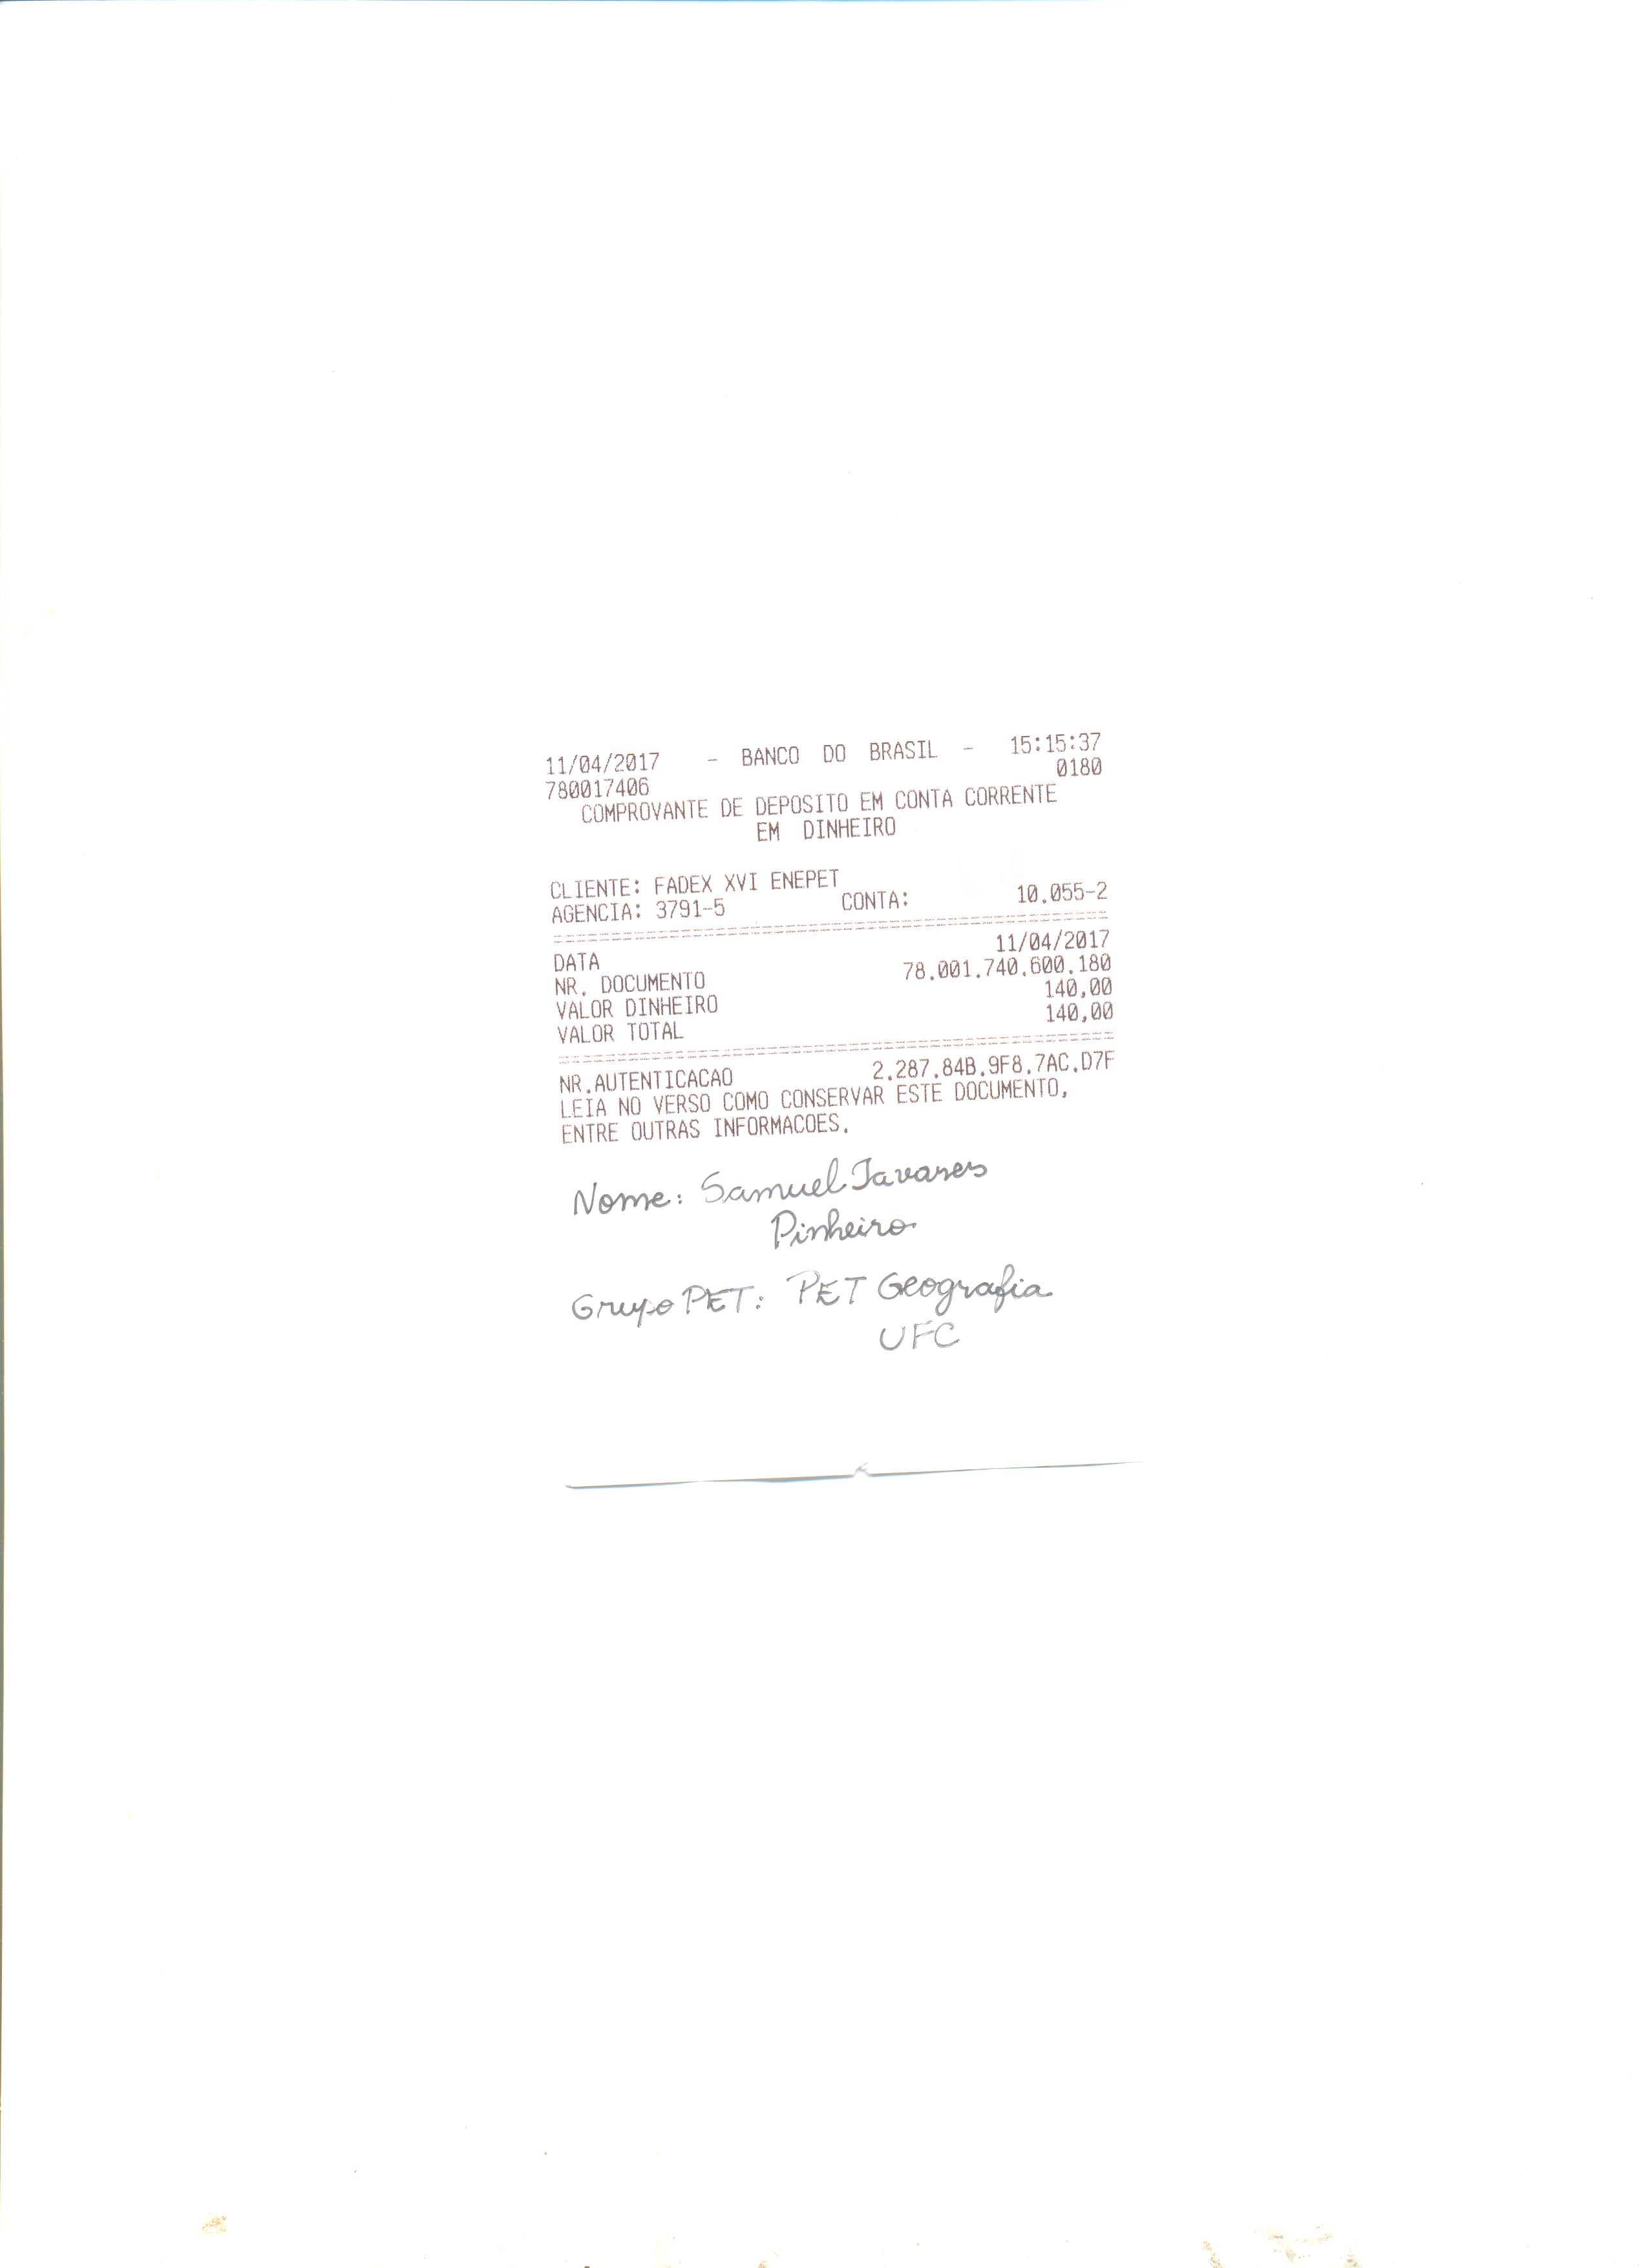 11/04/2017 - BANCO DO BRASIL - 15:15:37
780017406 0180
COMPROVANTE DE DEPOSITO EM CONTA CORRENTE
EM DINHEIRO
CLIENTE: FADEX XVI ENEPET
AGENCIA: 3791-5 CONTA: 10.055-2
DATA 11/04/2017
NR. DOCUMENTO 78.001.740.600.180
VALOR DINHEIRO 140,00
VALOR TOTAL 140,00
NR.AUTENTICACAO 2.287.84B.9F8.7AC.D7F
LEIA NO VERSO COMO CONSERVAR ESTE DOCUMENTO,
ENTRE OUTRAS INFORMACOES.
Nome: Samuel Tavares
Pinheiro
Grupo PET: PET Geografia
UFC